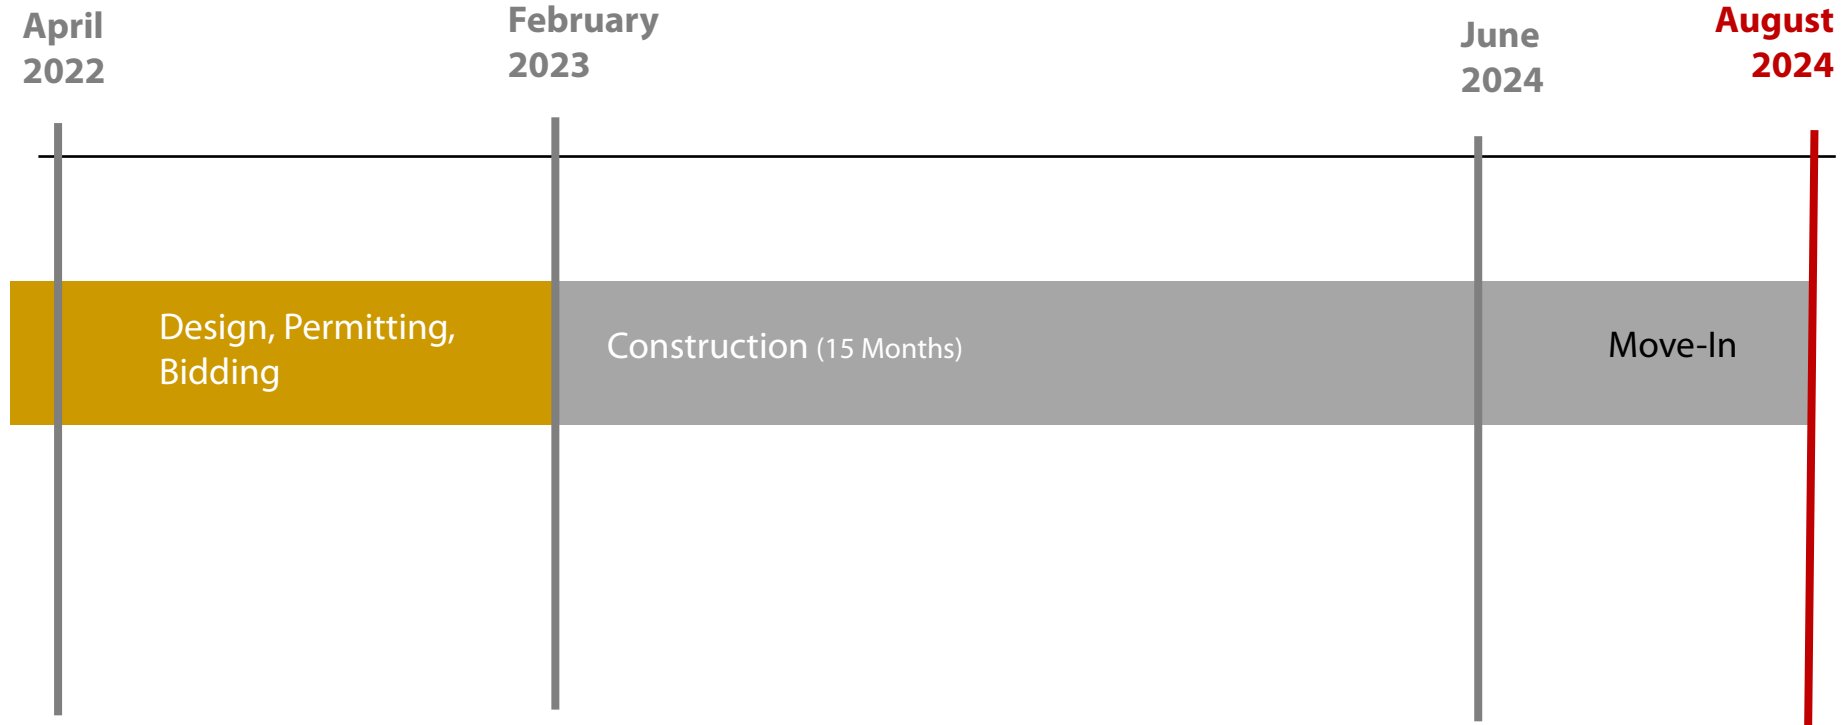 April
2022
February
2023
June
2024
August
2024
Design, Permitting,
Bidding
Construction (15 Months)
Move-In